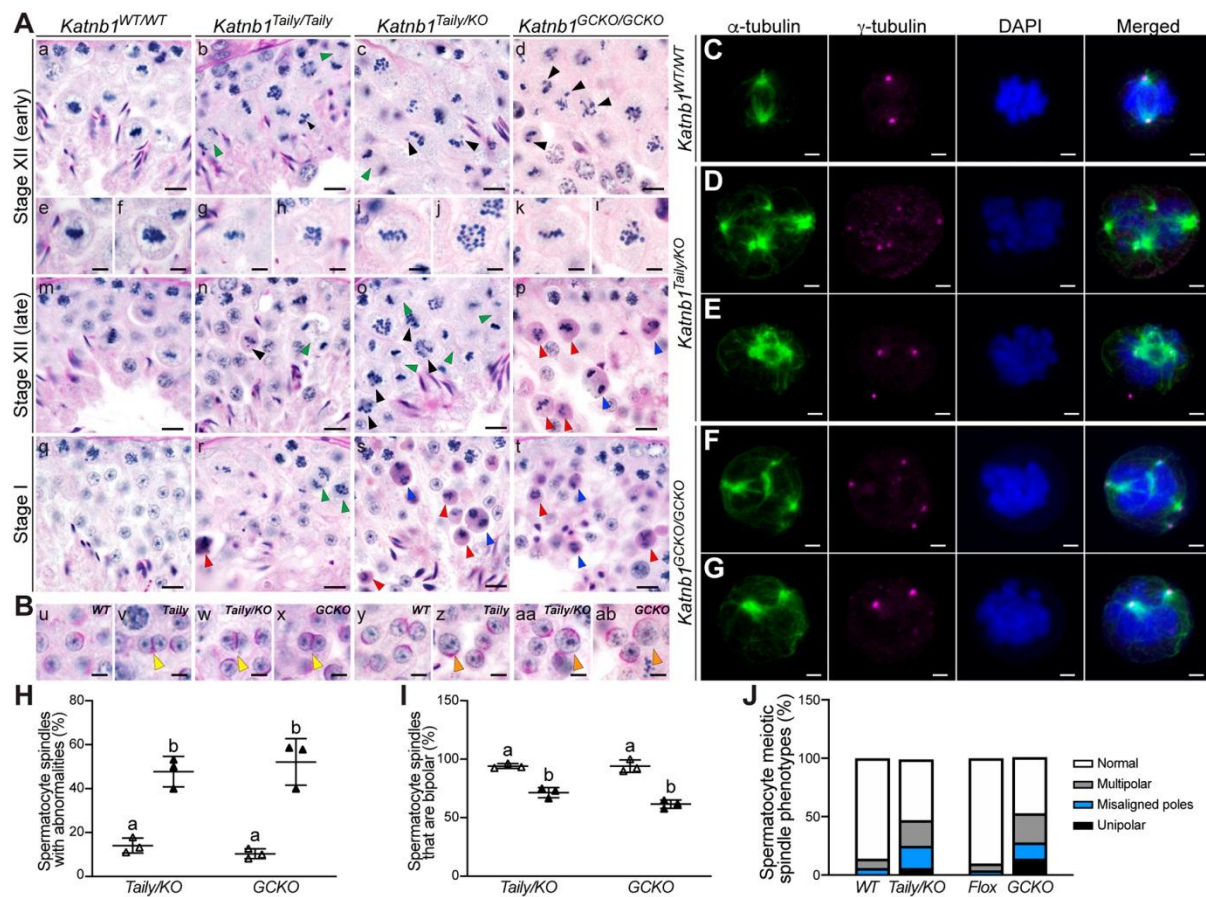 A
Katnb1WT/WT
Katnb1Taily/Taily
Katnb1Taily/KO
Katnb1GCKO/GCKO
Stage XII (early)
a
b
c
d
e
f
g
h
i
j
k
l
Stage XII (late)
m
n
o
p
Stage I
q
r
s
t
B
u
WT
v
Taily
w
Taily/KO
x
GCKO
y
WT
z
Taily
aa
Taily/KO
ab
GCKO
α-tubulin
γ-tubulin
DAPI
Merged
Katnb1WT/WT
C
Katnb1Taily/KO
D
E
Katnb1GCKO/GCKO
F
G
H
Spermatocyte spindles
with abnormalities (%)
80
60
40
20
0
a
b
a
b
Taily/KO
GCKO
I
Spermatocyte spindles
that are bipolar (%)
150
100
50
0
a
b
a
b
Taily/KO
GCKO
J
Spermatocyte meiotic
spindle phenotypes (%)
150
100
50
0
WT
Taily/KO
Flox
GCKO
Normal
Multipolar
Misaligned poles
Unipolar